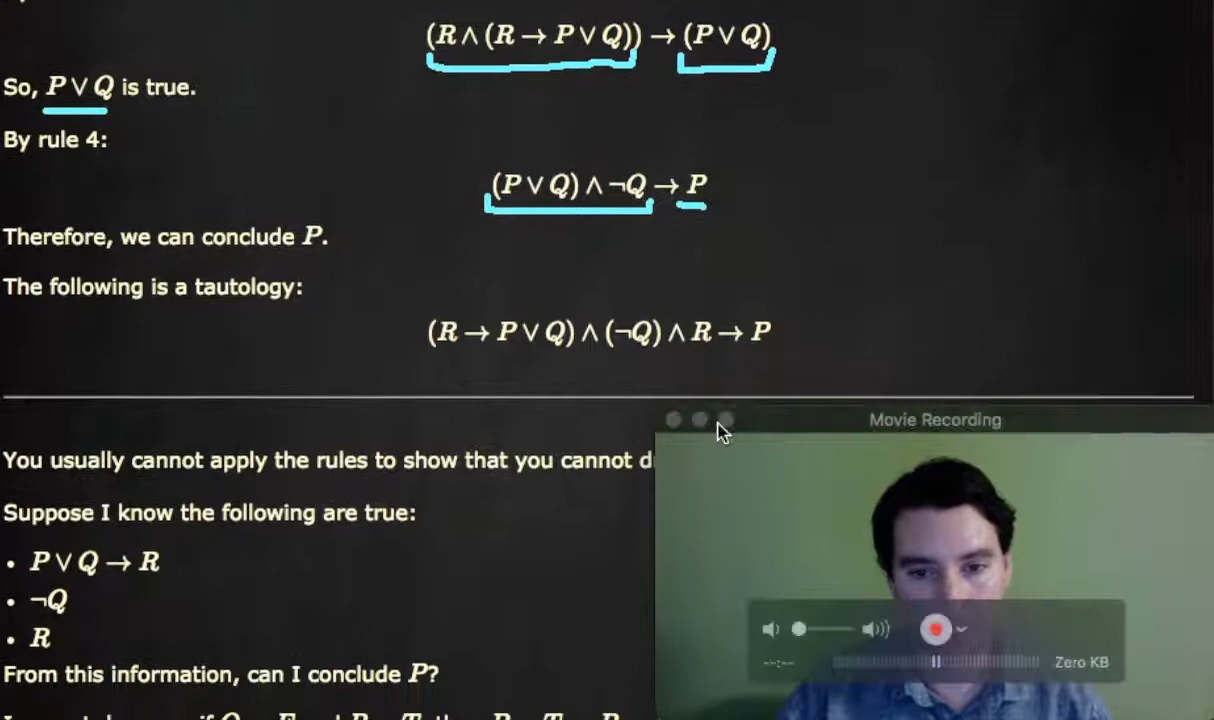 (R ∧ (R → P ∨ Q)) → (P ∨ Q)
So, P ∨ Q is true.
By rule 4:
(P ∨ Q) ∧ ¬Q → P
Therefore, we can conclude P.
The following is a tautology:
(R → P ∨ Q) ∧ (¬Q) ∧ R → P
Movie Recording
You usually cannot apply the rules to show that you cannot d
Suppose I know the following are true:
• P ∨ Q → R
• ¬Q
• R
--:--
Zero KB
From this information, can I conclude P?